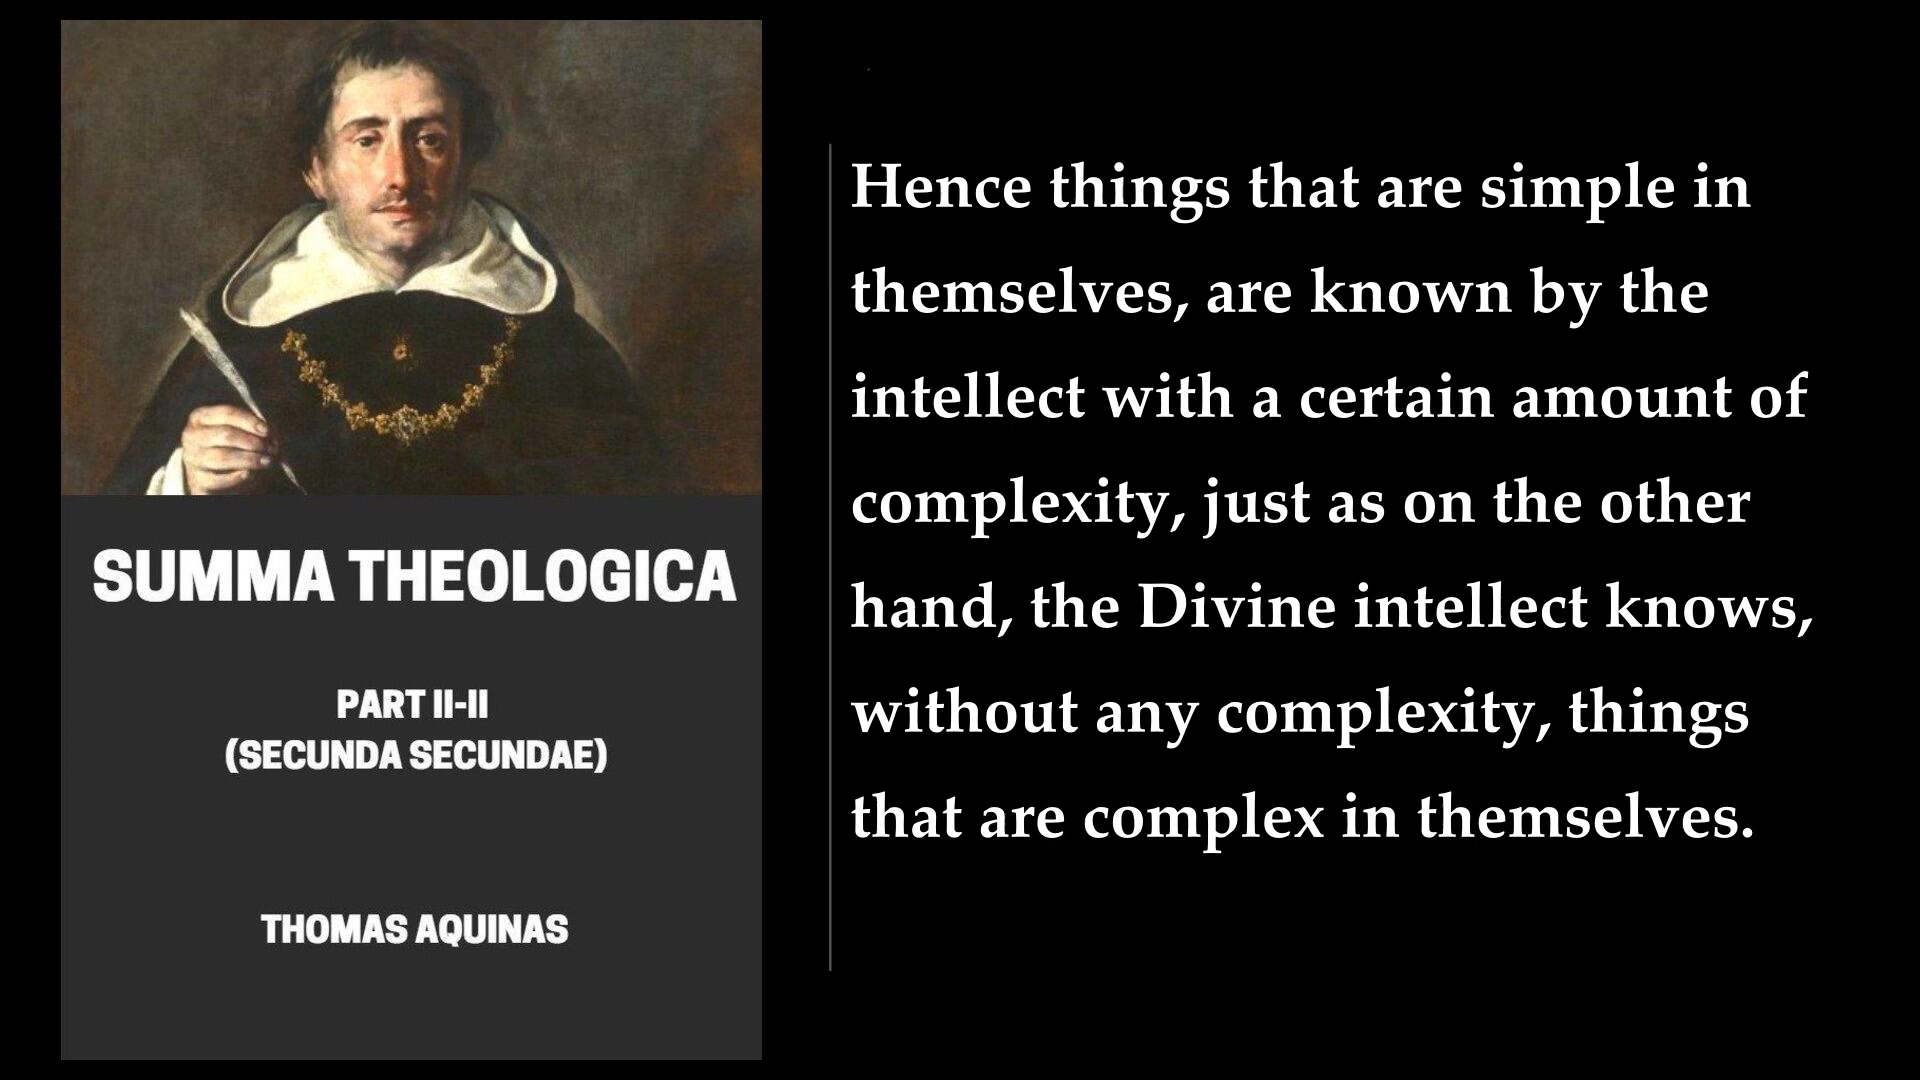 SUMMA THEOLOGICA
PART II-II
(SECUNDA SECUNDAE)
THOMAS AQUINAS
Hence things that are simple in
themselves, are known by the
intellect with a certain amount of
complexity, just as on the other
hand, the Divine intellect knows,
without any complexity, things
that are complex in themselves.